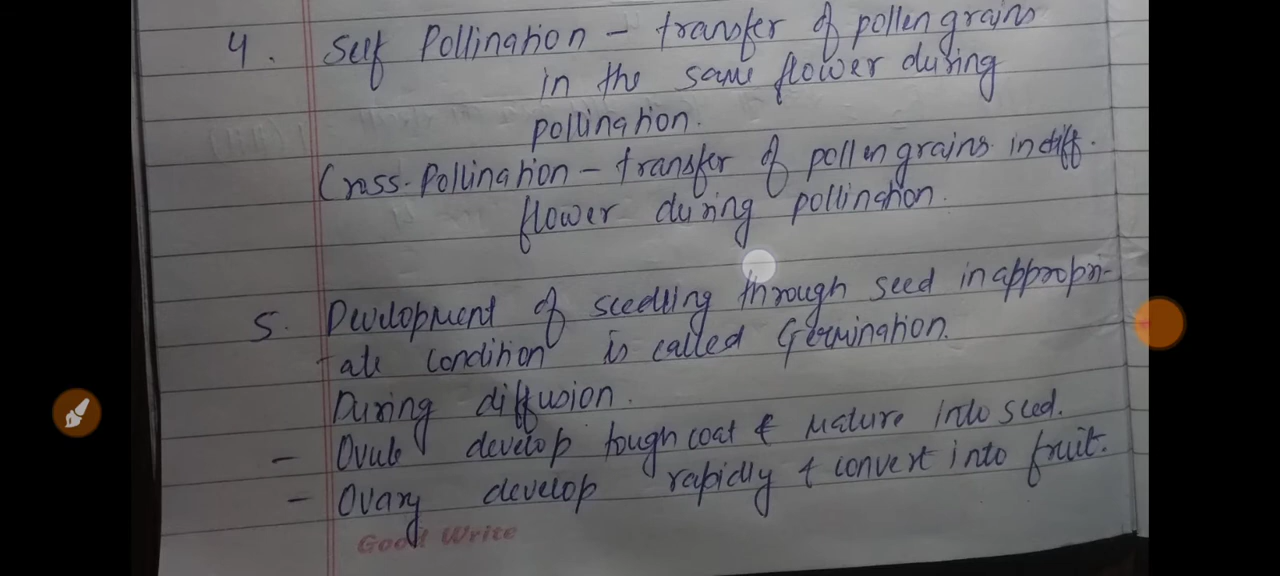 4. Self Pollination - transfer of pollen grains
in the same flower during
pollination.
Cross-Pollination - transfer of pollen grains in diff.
flower during pollination.
5. Development of seedling through seed in appropri-
ate condition is called Germination.
During diffusion.
- Ovule develop tough coat & mature into seed.
- Ovary develop rapidly & convert into fruit.
Good Write